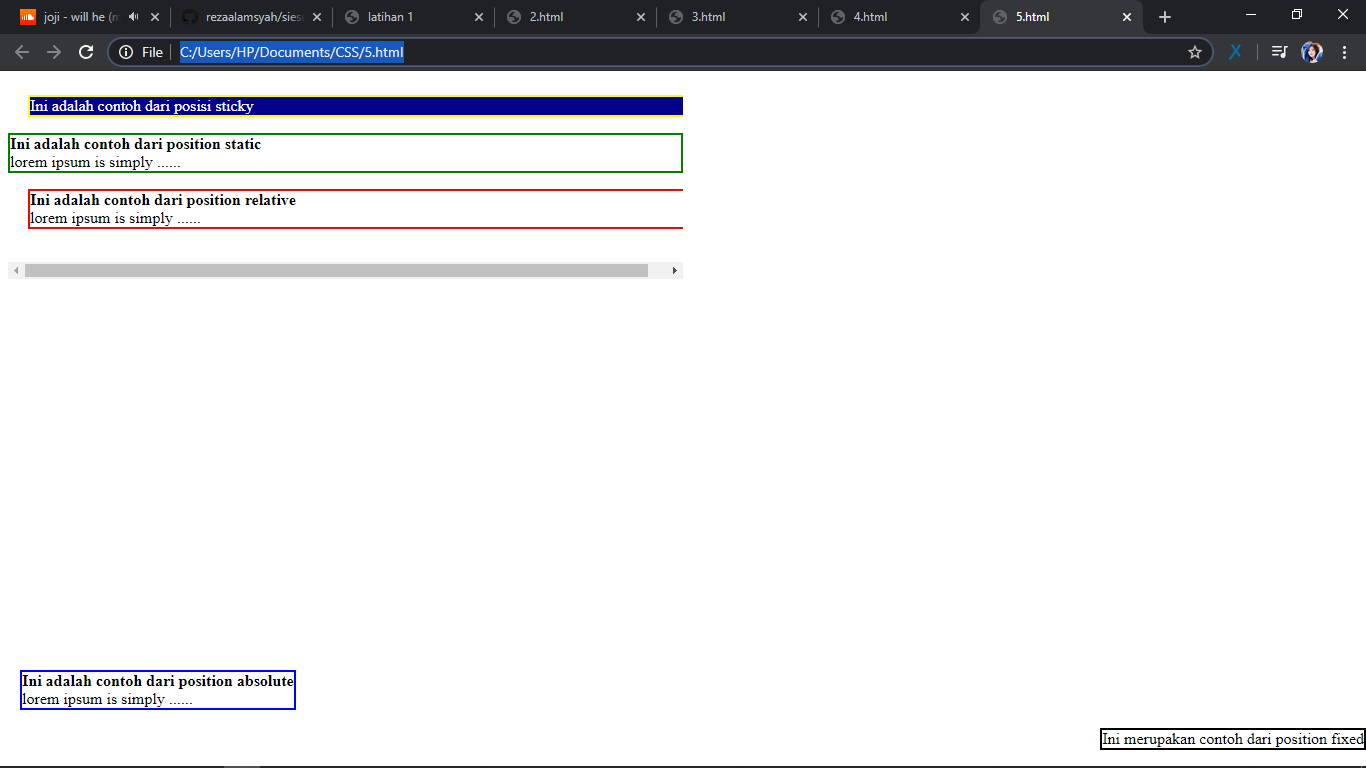 joji - will he (m
rezaalamsyah/sies
latihan 1
2.html
3.html
4.html
5.html
File
C:/Users/HP/Documents/CSS/5.html
Ini adalah contoh dari posisi sticky
Ini adalah contoh dari position static
lorem ipsum is simply ......
Ini adalah contoh dari position relative
lorem ipsum is simply ......
Ini adalah contoh dari position absolute
lorem ipsum is simply ......
Ini merupakan contoh dari position fixed